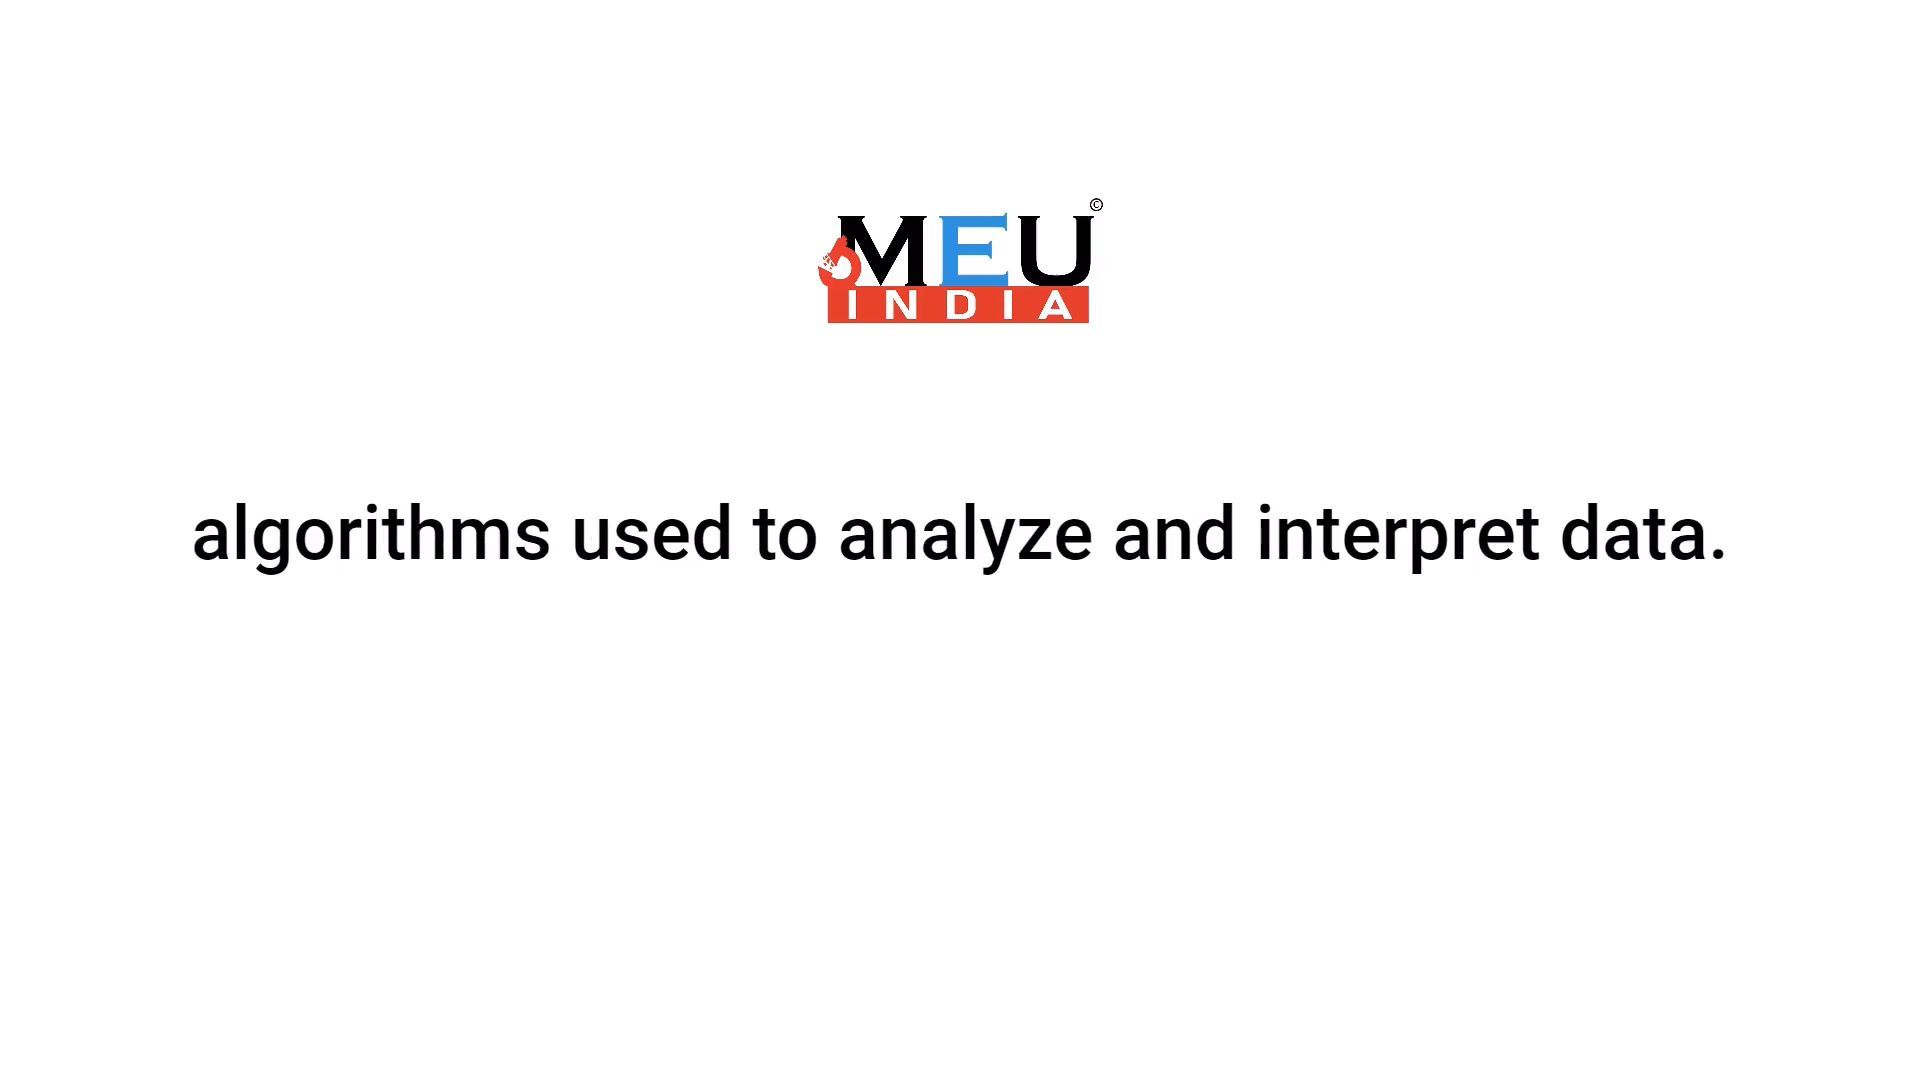 MEU ©
INDIA
algorithms used to analyze and interpret data.